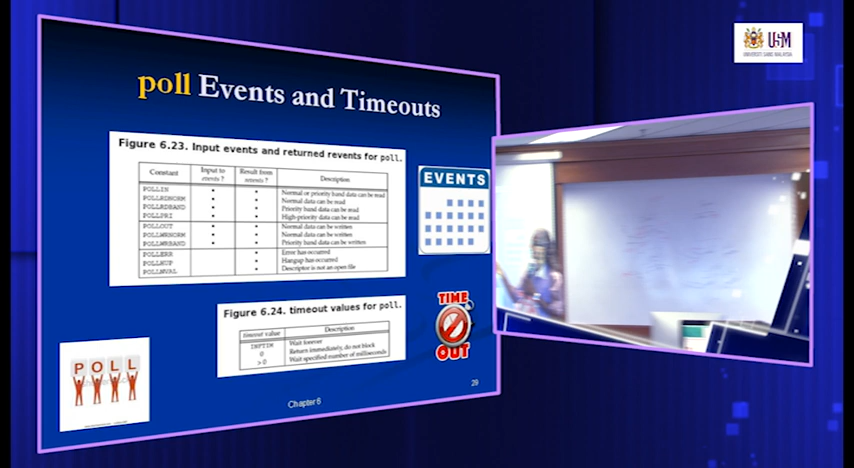 USM
UNIVERSITI SAINS MALAYSIA
poll Events and Timeouts
Figure 6.23. Input events and returned revents for poll.
Constant
Input to events ?
Result from revents ?
Description
POLLIN • • Normal or priority band data can be read
POLLRDNORM • • Normal data can be read
POLLRDBAND • • Priority band data can be read
POLLPRI • • High-priority data can be read
POLLOUT • • Normal data can be written
POLLWRNORM • • Normal data can be written
POLLWRBAND • • Priority band data can be written
POLLERR • Error has occurred
POLLHUP • Hangup has occurred
POLLNVAL • Descriptor is not an open file
EVENTS
Figure 6.24. timeout values for poll.
timeout value Description
INFTIM Wait forever
0 Return immediately, do not block
> 0 Wait specified number of milliseconds
TIME
OUT
POLL
Chapter 6
29